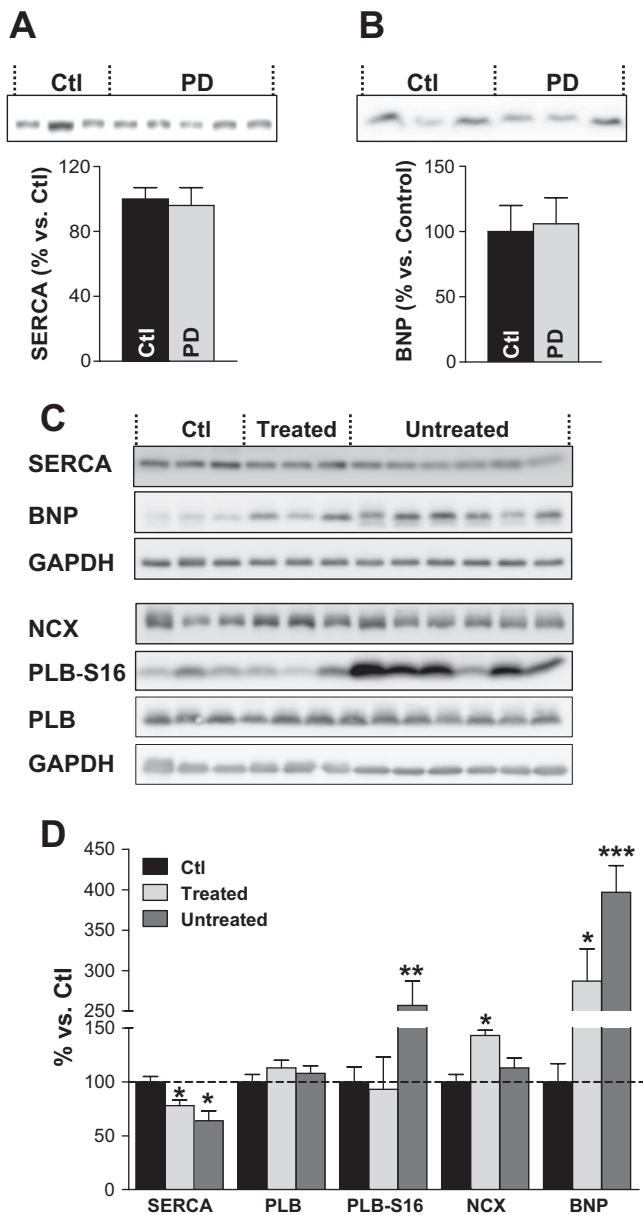 A
Ctl PD
SERCA (% vs. Ctl)
120
80
40
0
Ctl
PD
B
Ctl PD
BNP (% vs. Control)
150
100
50
0
Ctl
PD
C
Ctl Treated Untreated
SERCA
BNP
GAPDH
NCX
PLB-S16
PLB
GAPDH
D
% vs. Ctl
450
400
350
300
250
150
100
50
0
Ctl
Treated
Untreated
* * ** * * ***
SERCA PLB PLB-S16 NCX BNP